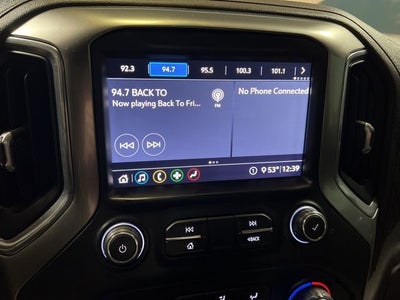 92.3 94.7 95.5 100.3 101.1
94.7 BACK TO
Now playing Back To Fri...
FM
No Phone Connected
1 53° 12:39
BACK